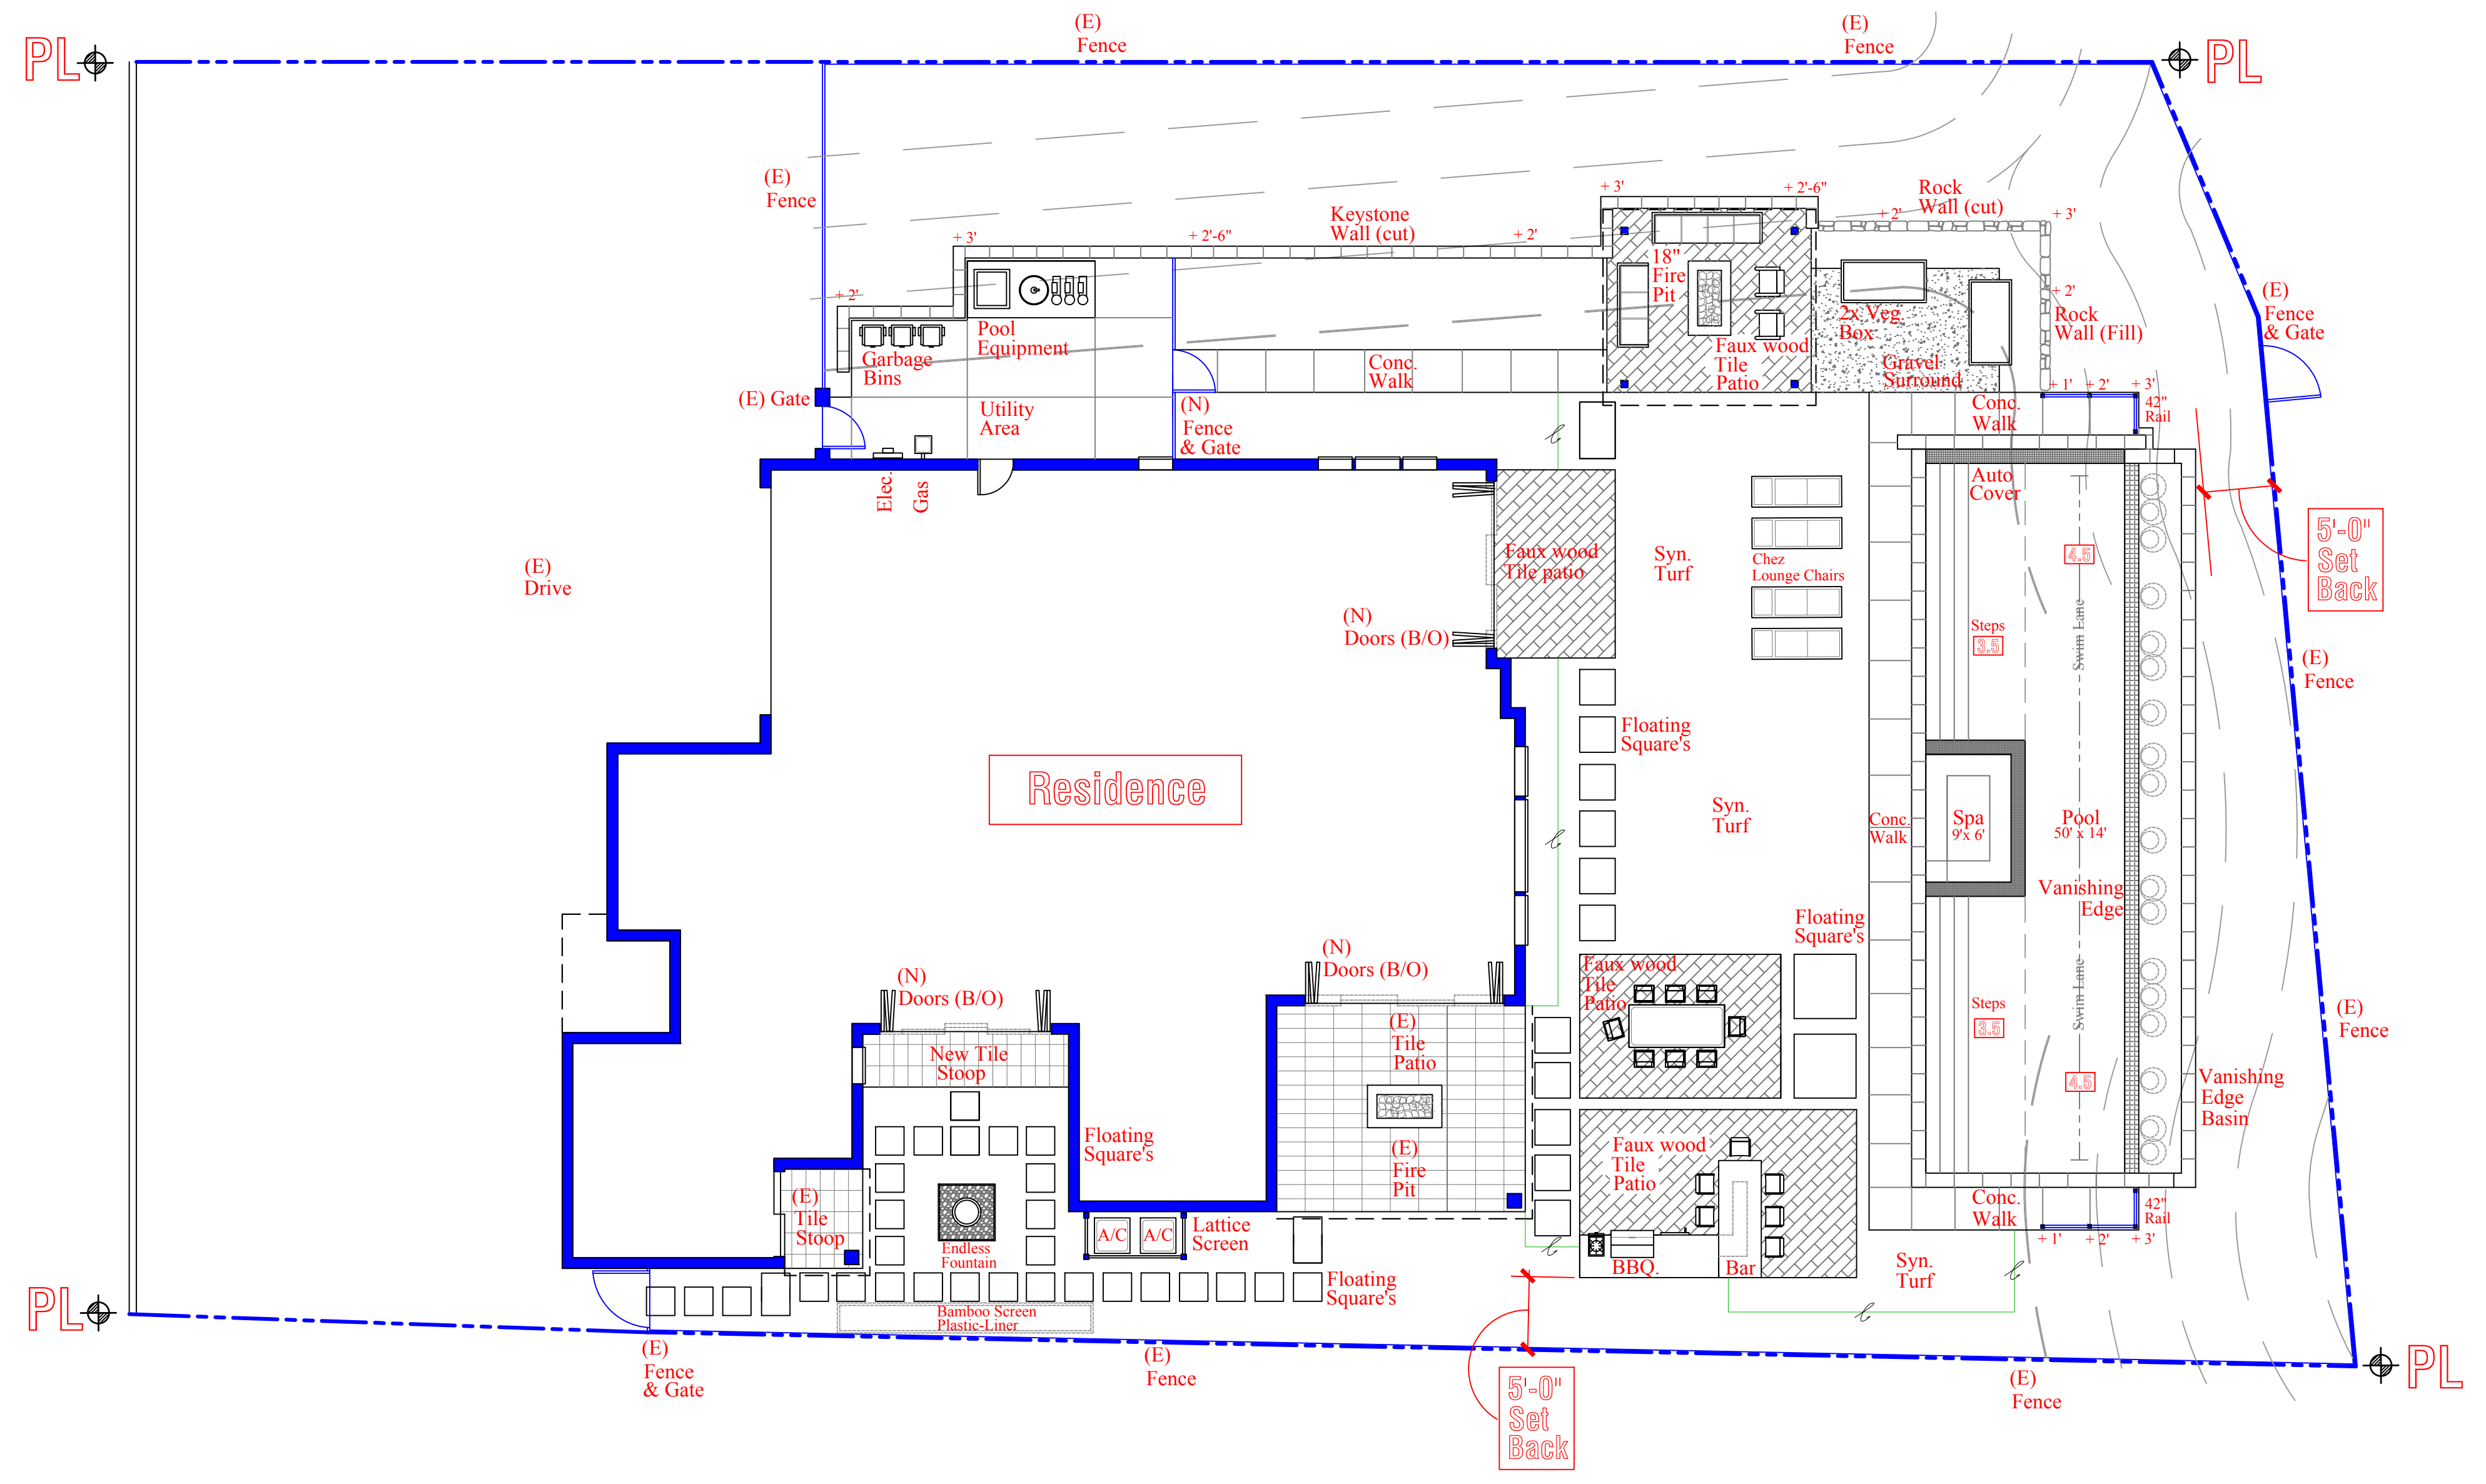 (E)
Fence
(E)
Fence
PL
PL
(E)
Fence
+ 3'
+ 2'-6"
Rock
Wall (cut)
+ 2'
+ 3'
Keystone
Wall (cut)
+ 3'
+ 2'-6"
+ 2'
18"
Fire
Pit
+ 2'
+ 2'
(E)
Fence
& Gate
2x Veg
Box
Rock
Wall (Fill)
Pool
Equipment
Garbage
Bins
Faux wood
Tile
Patio
Conc.
Walk
Gravel
Surround
+ 1'
+ 2'
+ 3'
(E) Gate
Utility
Area
(N)
Fence
& Gate
Conc.
Walk
42"
Rail
Elec.
Gas
Auto
Cover
5'-0"
Set
Back
Faux wood
Tile patio
Syn.
Turf
Chez
Lounge Chairs
4.5
(E)
Drive
(N)
Doors (B/O)
Steps
3.5
Swim Lane
(E)
Fence
Floating
Square's
Residence
Syn.
Turf
Conc.
Walk
Spa
9'x 6'
Pool
50' x 14'
Vanishing
Edge
Floating
Square's
(N)
Doors (B/O)
(N)
Doors (B/O)
Faux wood
Tile
Patio
Steps
3.5
Swim Lane
(E)
Fence
(E)
Tile
Patio
New Tile
Stoop
4.5
Vanishing
Edge
Basin
Floating
Square's
(E)
Fire
Pit
Faux wood
Tile
Patio
(E)
Tile
Stoop
Conc.
Walk
42"
Rail
A/C
A/C
Lattice
Screen
+ 1'
+ 2'
+ 3'
Endless
Fountain
BBQ.
Bar
Syn.
Turf
Floating
Square's
PL
Bamboo Screen
Plastic-Liner
(E)
Fence
& Gate
(E)
Fence
5'-0"
Set
Back
(E)
Fence
PL